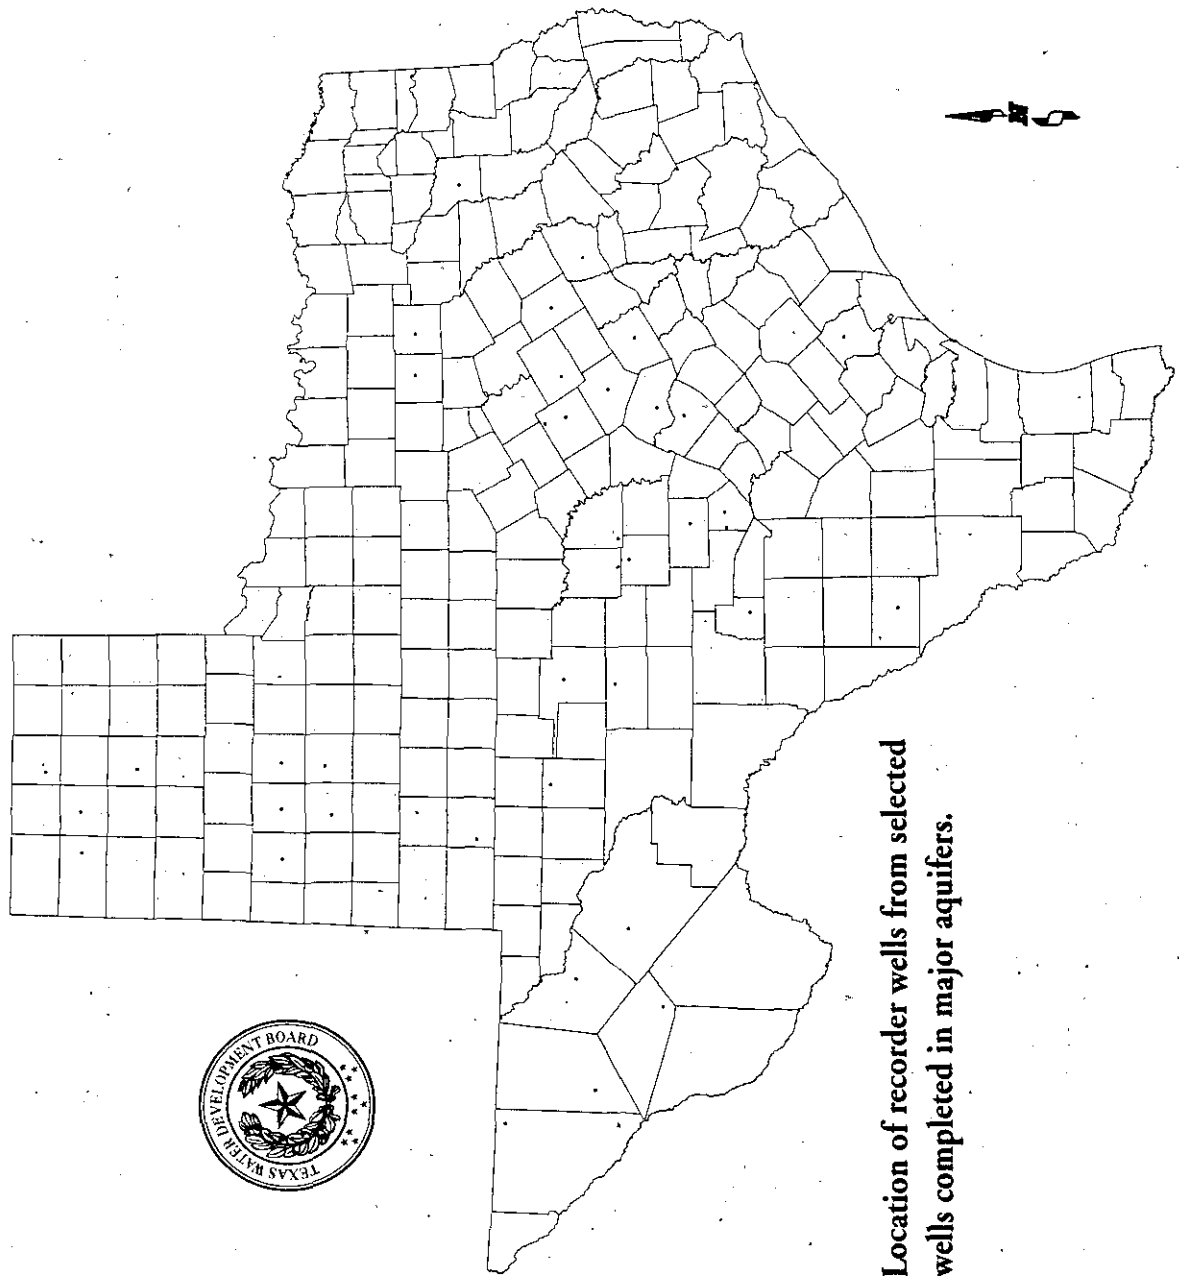 TEXAS WATER DEVELOPMENT BOARD
N
Location of recorder wells from selected
wells completed in major aquifers.